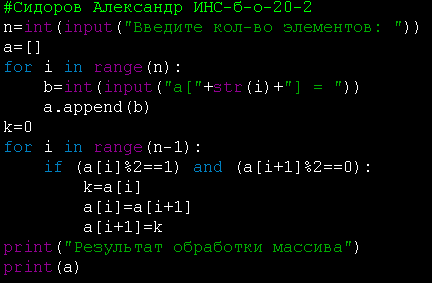 #Сидоров Александр ИНС-б-о-20-2
n=int(input("Введите кол-во элементов: "))
a=[]
for i in range(n):
    b=int(input("a["+str(i)+"] = "))
    a.append(b)
k=0
for i in range(n-1):
    if (a[i]%2==1) and (a[i+1]%2==0):
        k=a[i]
        a[i]=a[i+1]
        a[i+1]=k
print("Результат обработки массива")
print(a)